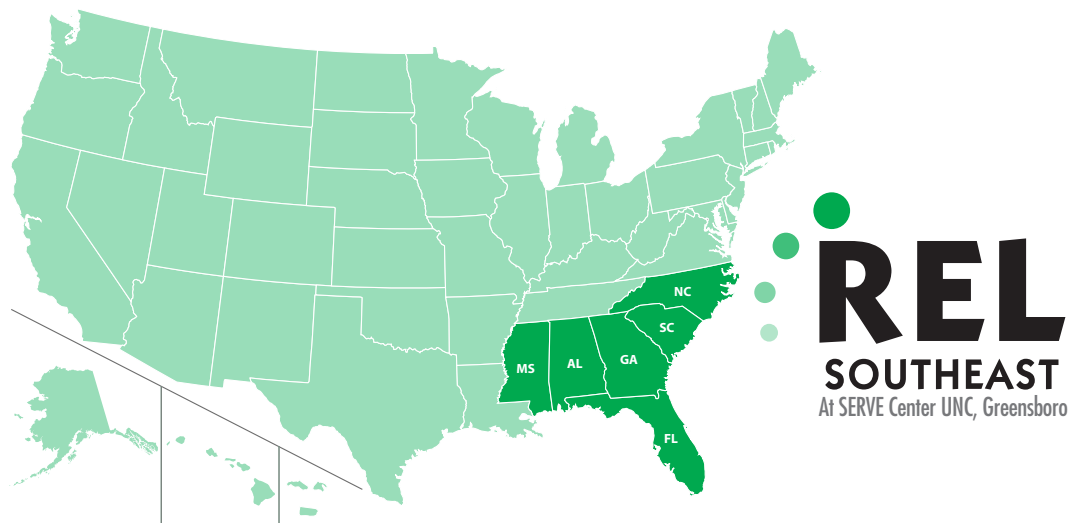 NC
SC
MS
AL
GA
FL
REL
SOUTHEAST
At SERVE Center UNC, Greensboro